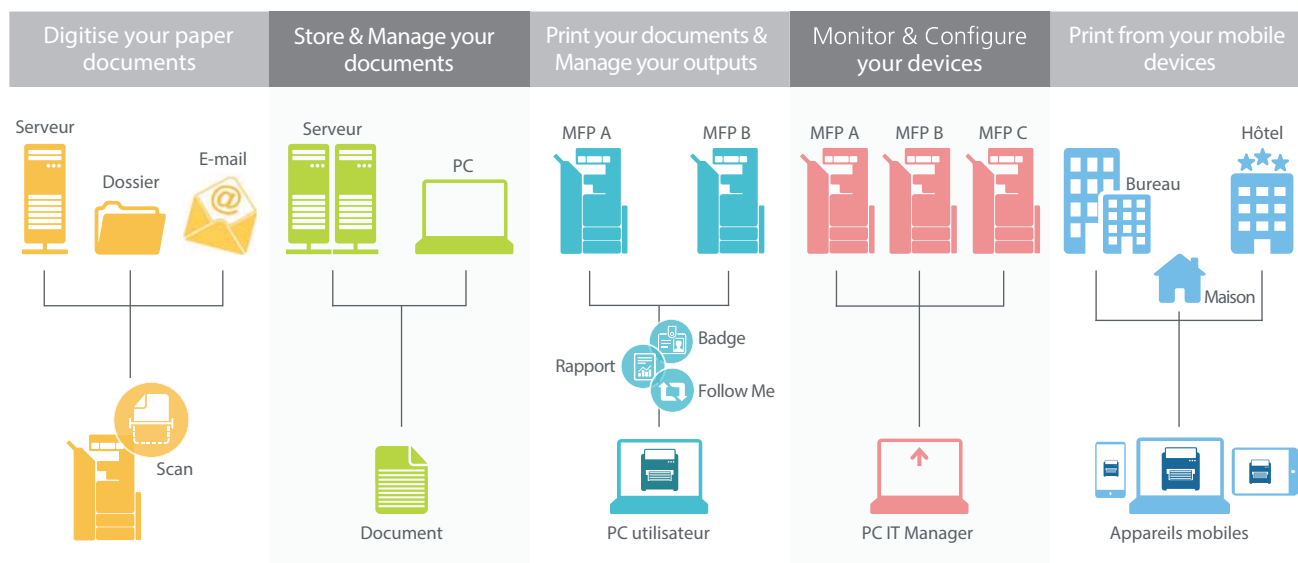 Digitise your paper
documents
Store & Manage your
documents
Print your documents &
Manage your outputs
Monitor & Configure
your devices
Print from your mobile
devices
Serveur
Dossier
E-mail
@
Scan
Serveur
PC
Document
MFP A
MFP B
Badge
Rapport
Follow Me
PC utilisateur
MFP A
MFP B
MFP C
PC IT Manager
Bureau
Hôtel
Maison
Appareils mobiles